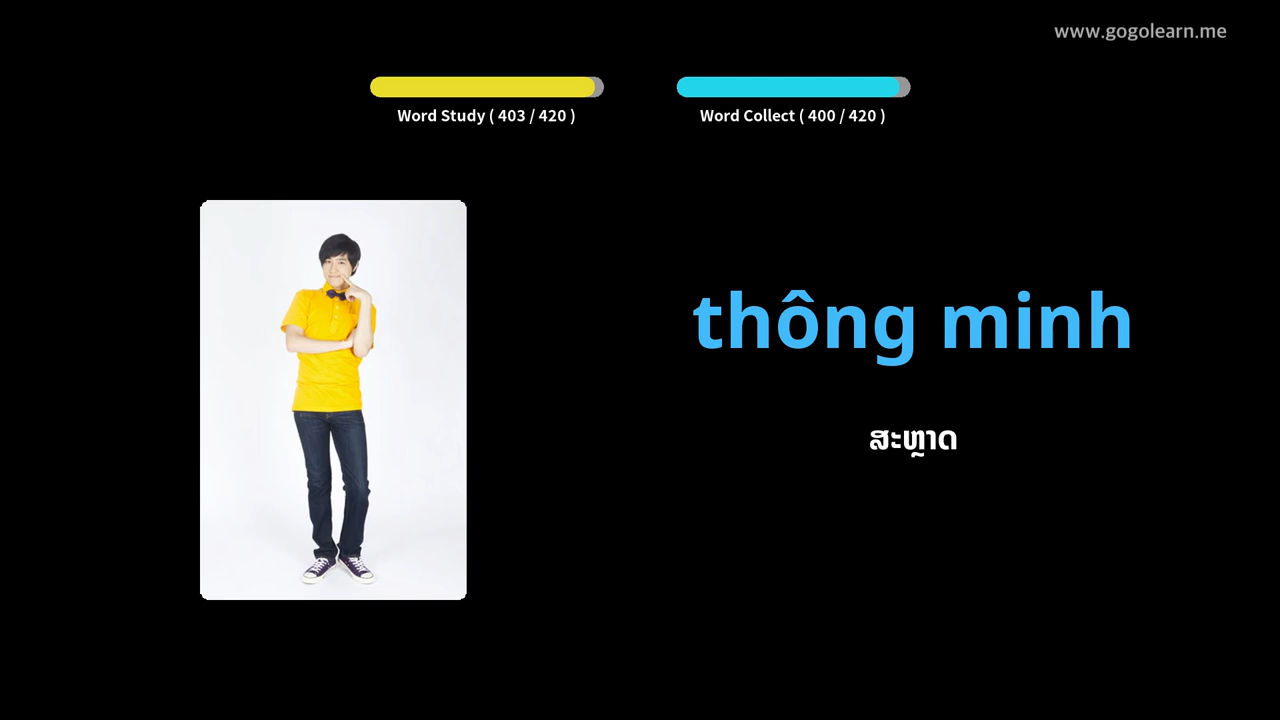 www.gogolearn.me
Word Study ( 403 / 420 )
Word Collect ( 400 / 420 )
thông minh
ສະຫຼາດ